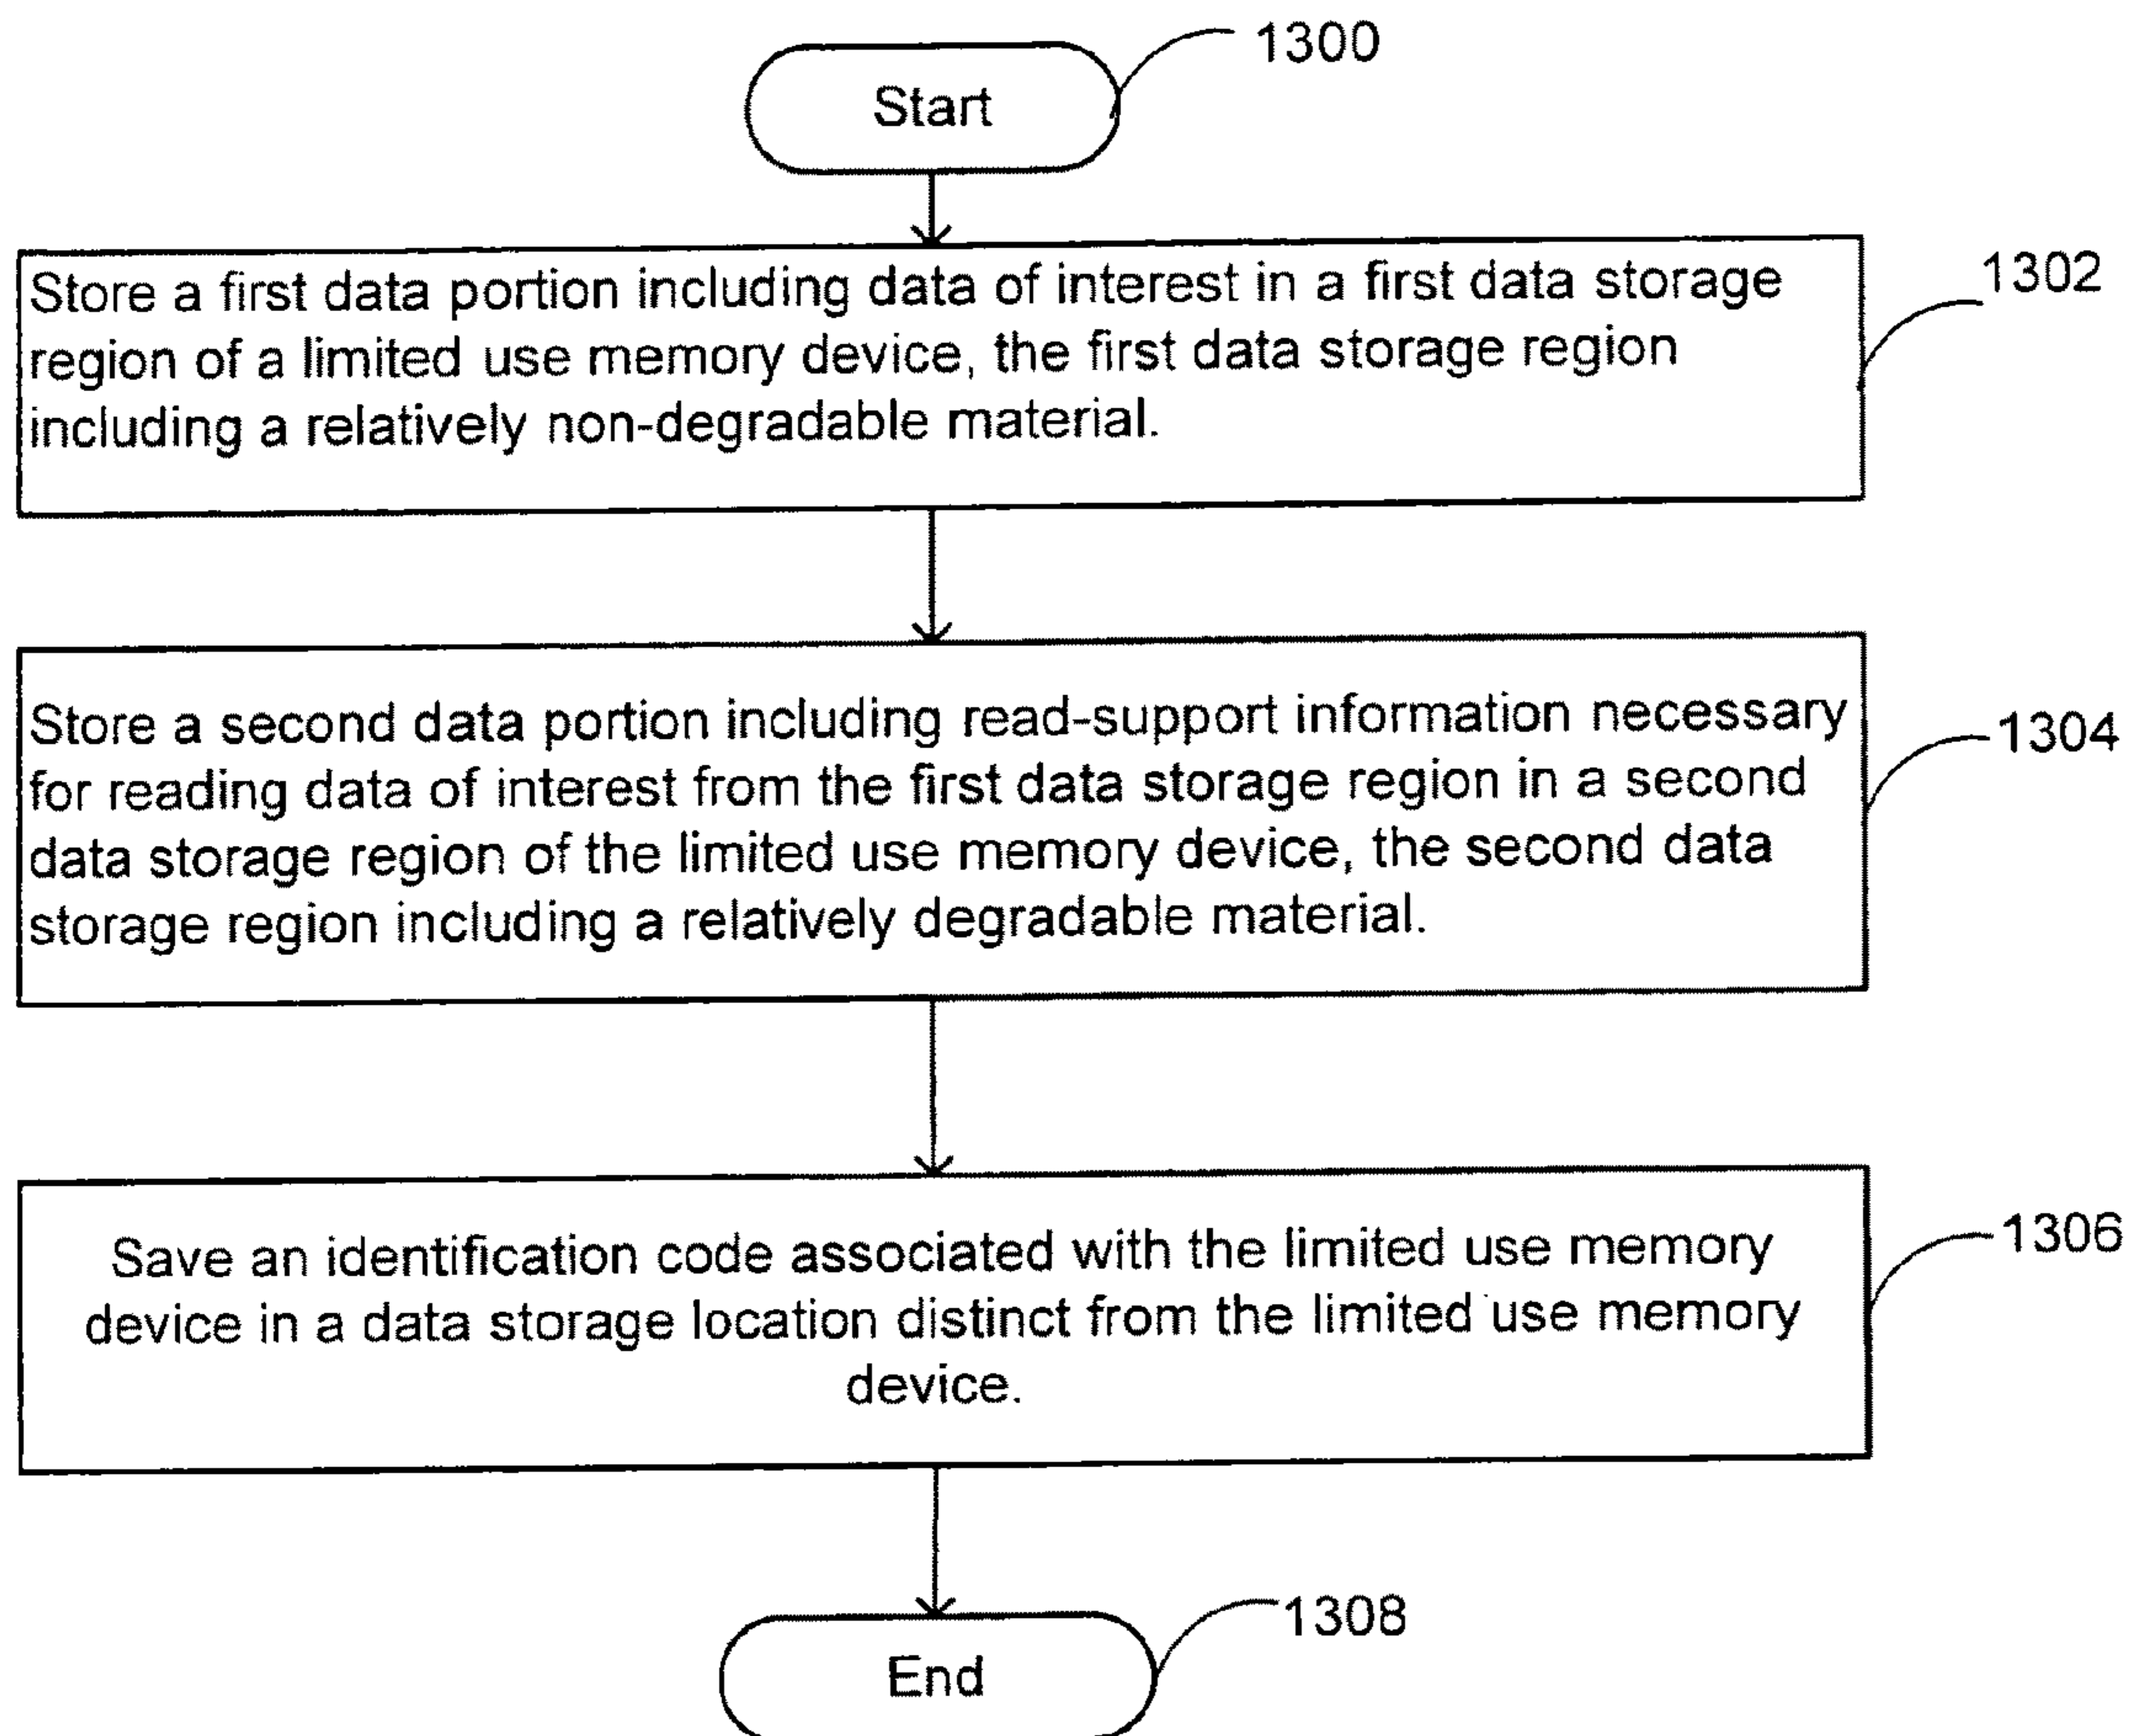 1300
Start
1302
Store a first data portion including data of interest in a first data storage
region of a limited use memory device, the first data storage region
including a relatively non-degradable material.
1304
Store a second data portion including read-support information necessary
for reading data of interest from the first data storage region in a second
data storage region of the limited use memory device, the second data
storage region including a relatively degradable material.
1306
Save an identification code associated with the limited use memory
device in a data storage location distinct from the limited use memory
device.
1308
End